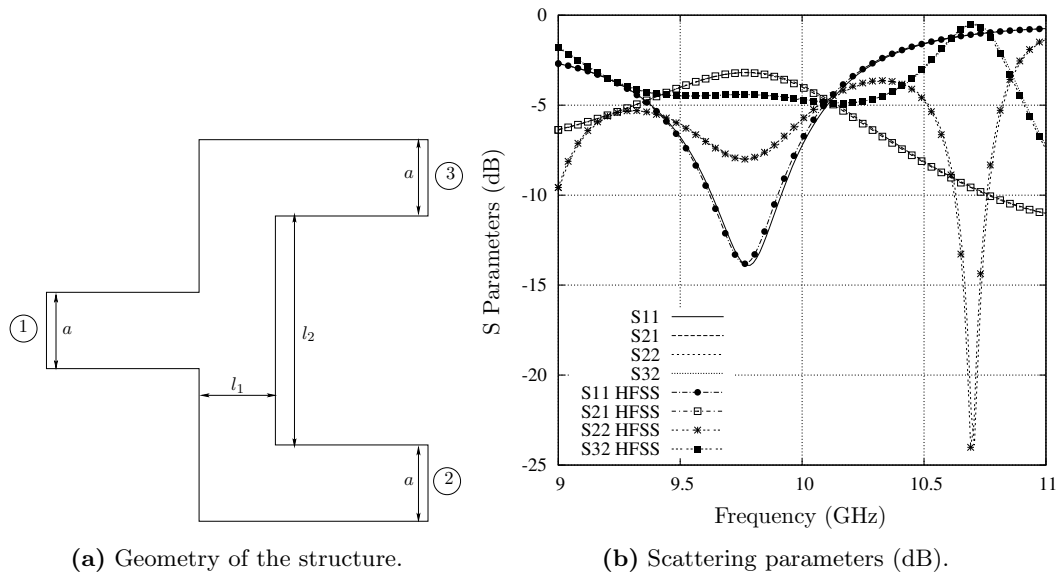 a
3
1
a
l₂
l₁
a
2
(a) Geometry of the structure.
0
-5
-10
-15
-20
-25
S Parameters (dB)
S11
S21
S22
S32
S11 HFSS
S21 HFSS
S22 HFSS
S32 HFSS
9
9.5
10
10.5
11
Frequency (GHz)
(b) Scattering parameters (dB).